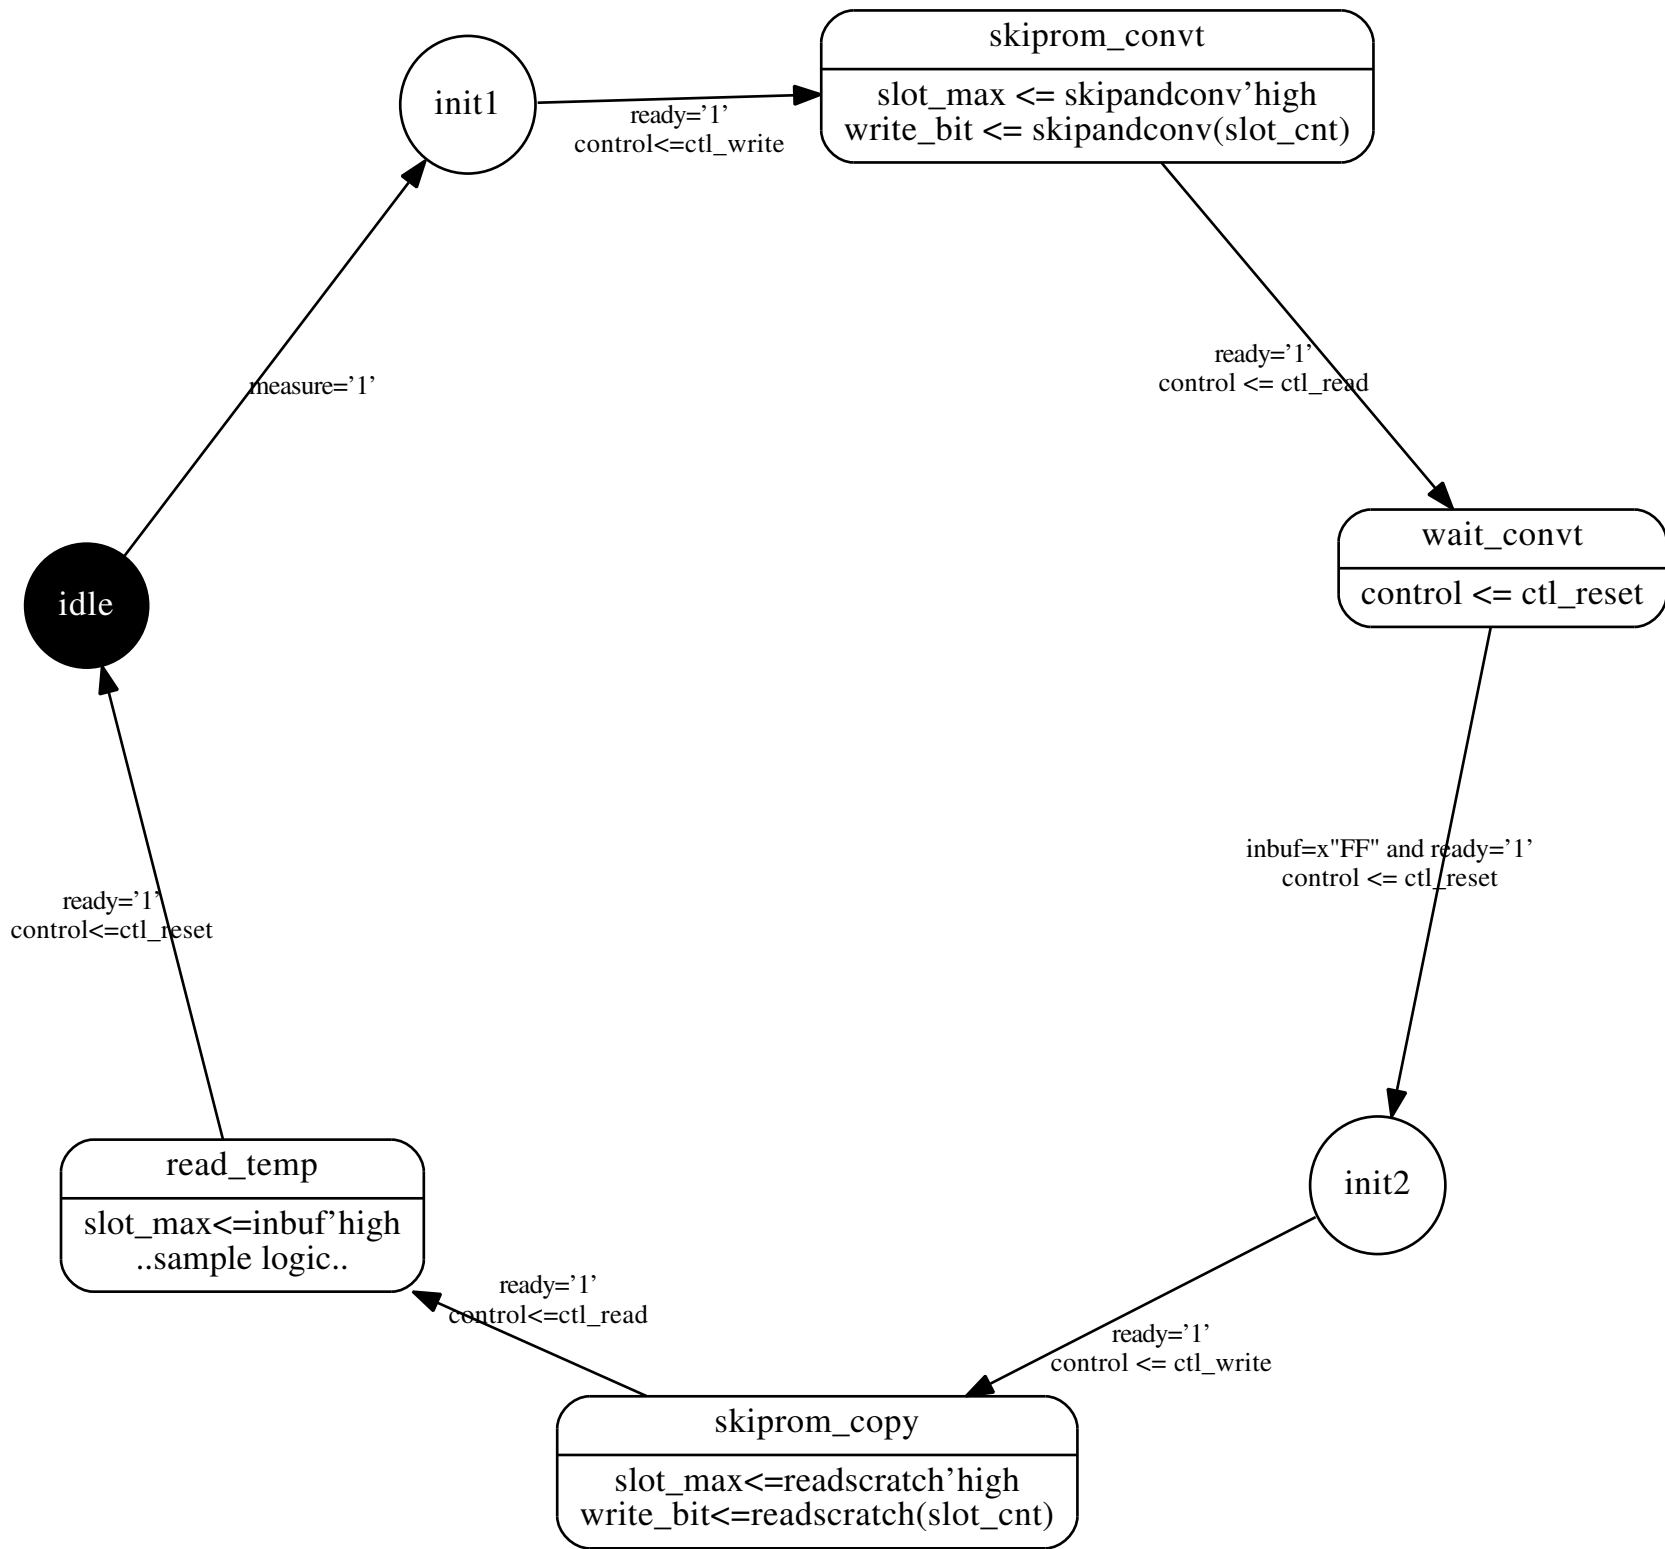 skiprom_convt
slot_max <= skipandconv’high
write_bit <= skipandconv(slot_cnt)
init1
ready=’1’
control<=ctl_write
ready=’1’
control <= ctl_read
measure=’1’
wait_convt
control <= ctl_reset
idle
inbuf=x"FF" and ready=’1’
control <= ctl_reset
ready=’1’
control<=ctl_reset
read_temp
slot_max<=inbuf’high
..sample logic..
init2
ready=’1’
control<=ctl_read
ready=’1’
control <= ctl_write
skiprom_copy
slot_max<=readscratch’high
write_bit<=readscratch(slot_cnt)